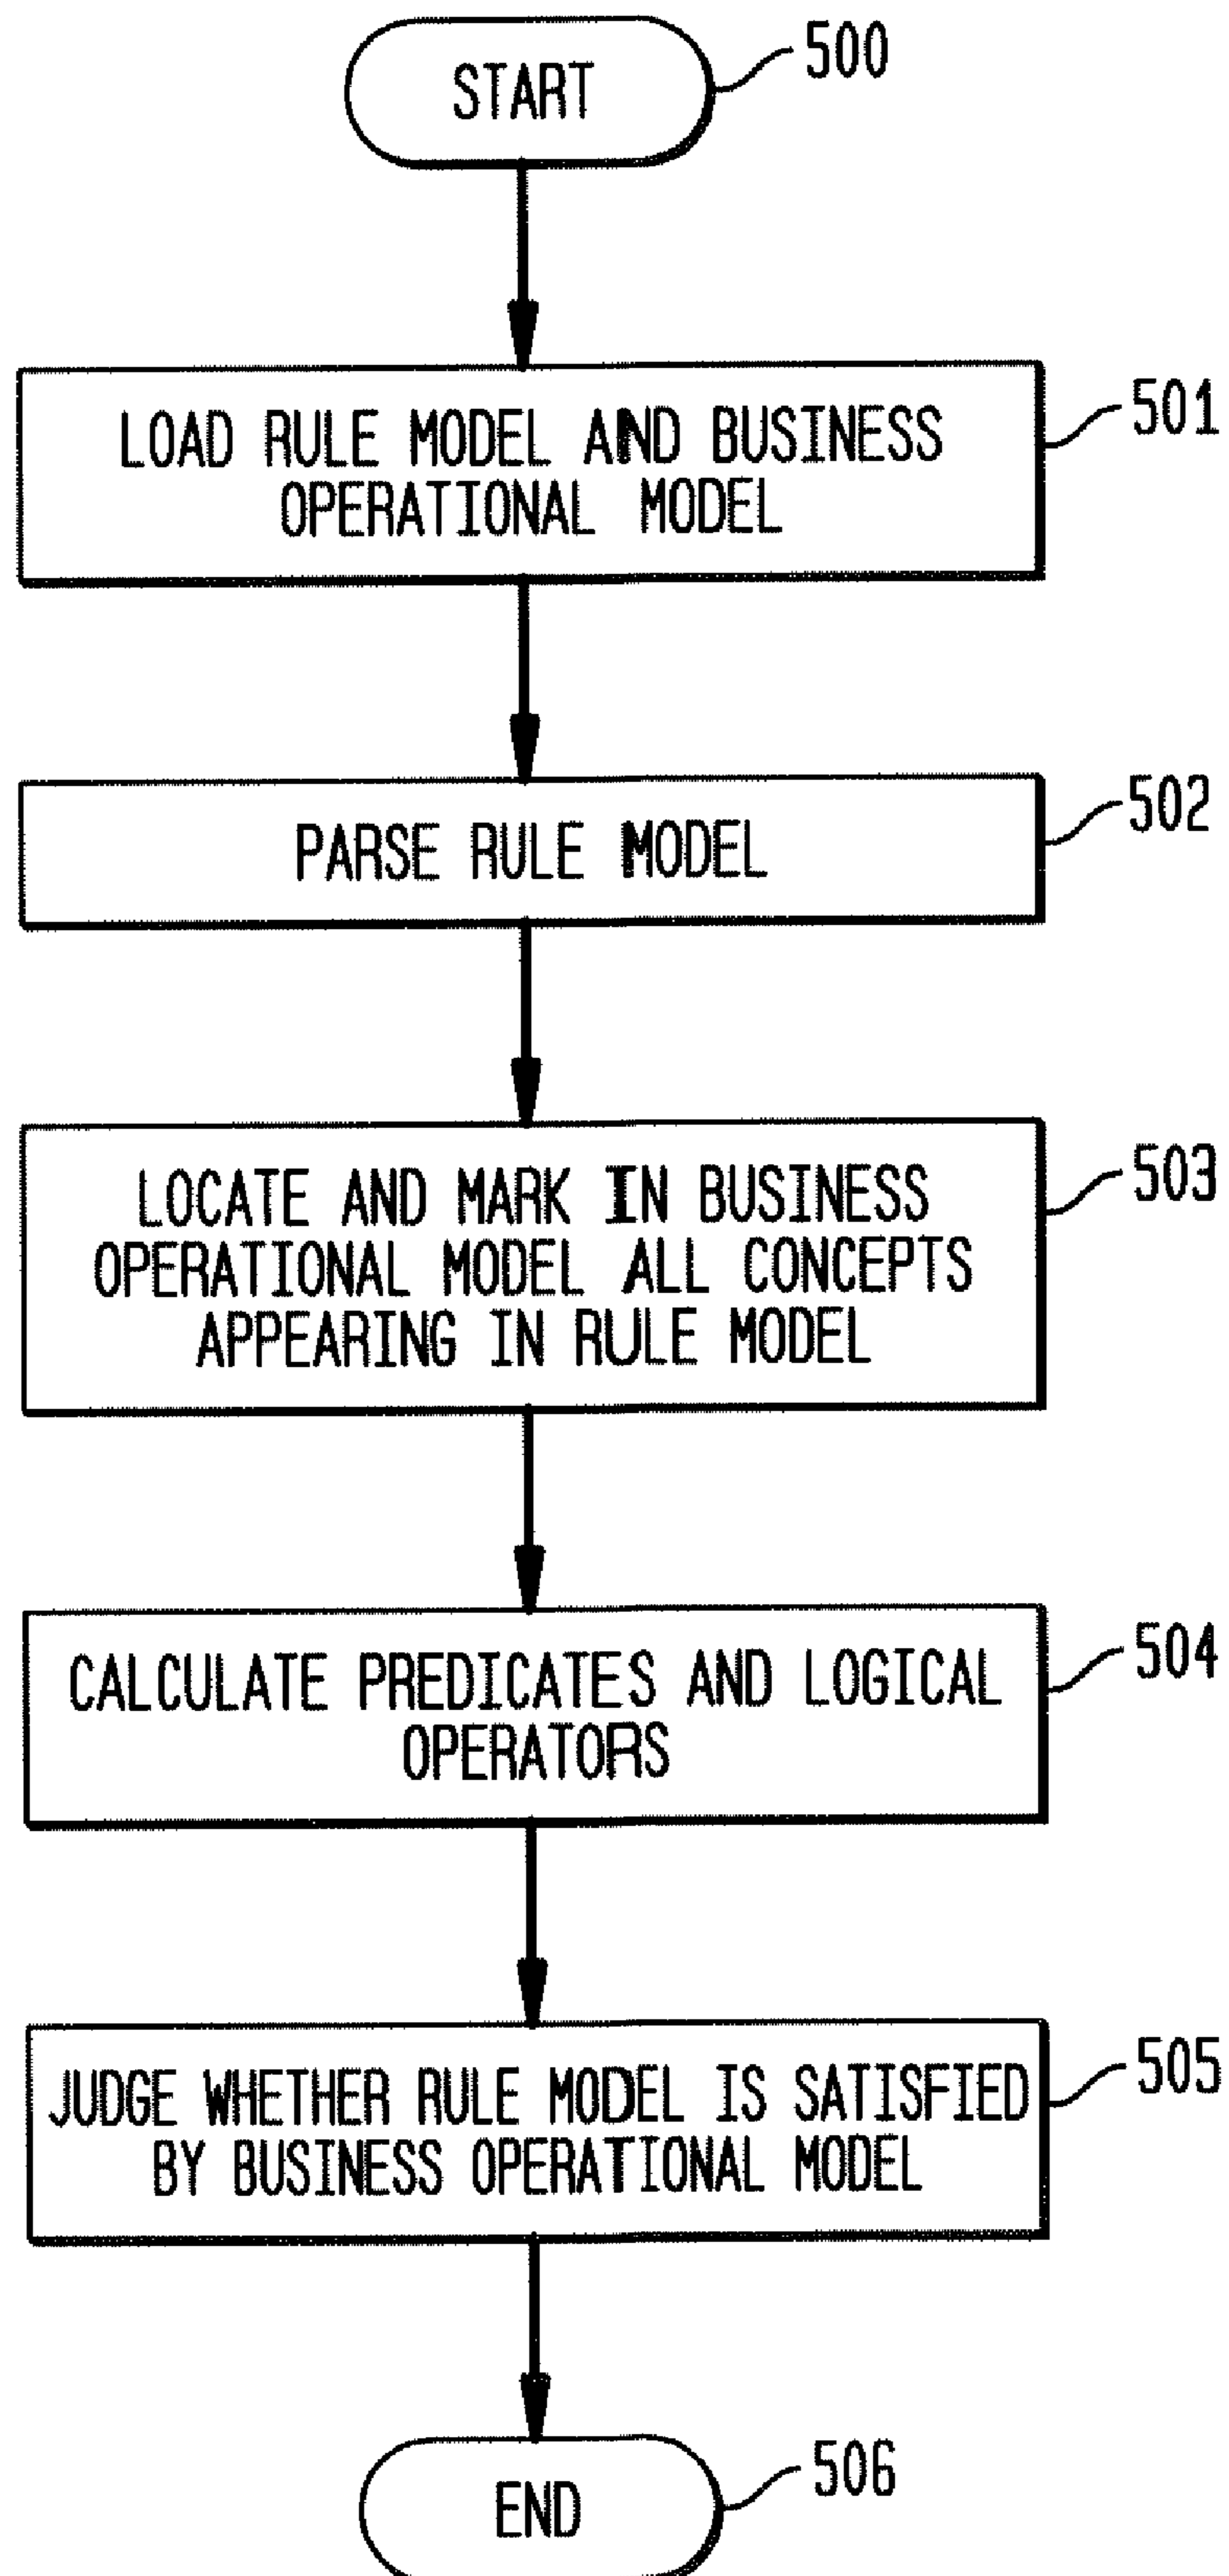 START
500
LOAD RULE MODEL AND BUSINESS
OPERATIONAL MODEL
501
PARSE RULE MODEL
502
LOCATE AND MARK IN BUSINESS
OPERATIONAL MODEL ALL CONCEPTS
APPEARING IN RULE MODEL
503
CALCULATE PREDICATES AND LOGICAL
OPERATORS
504
JUDGE WHETHER RULE MODEL IS SATISFIED
BY BUSINESS OPERATIONAL MODEL
505
END
506